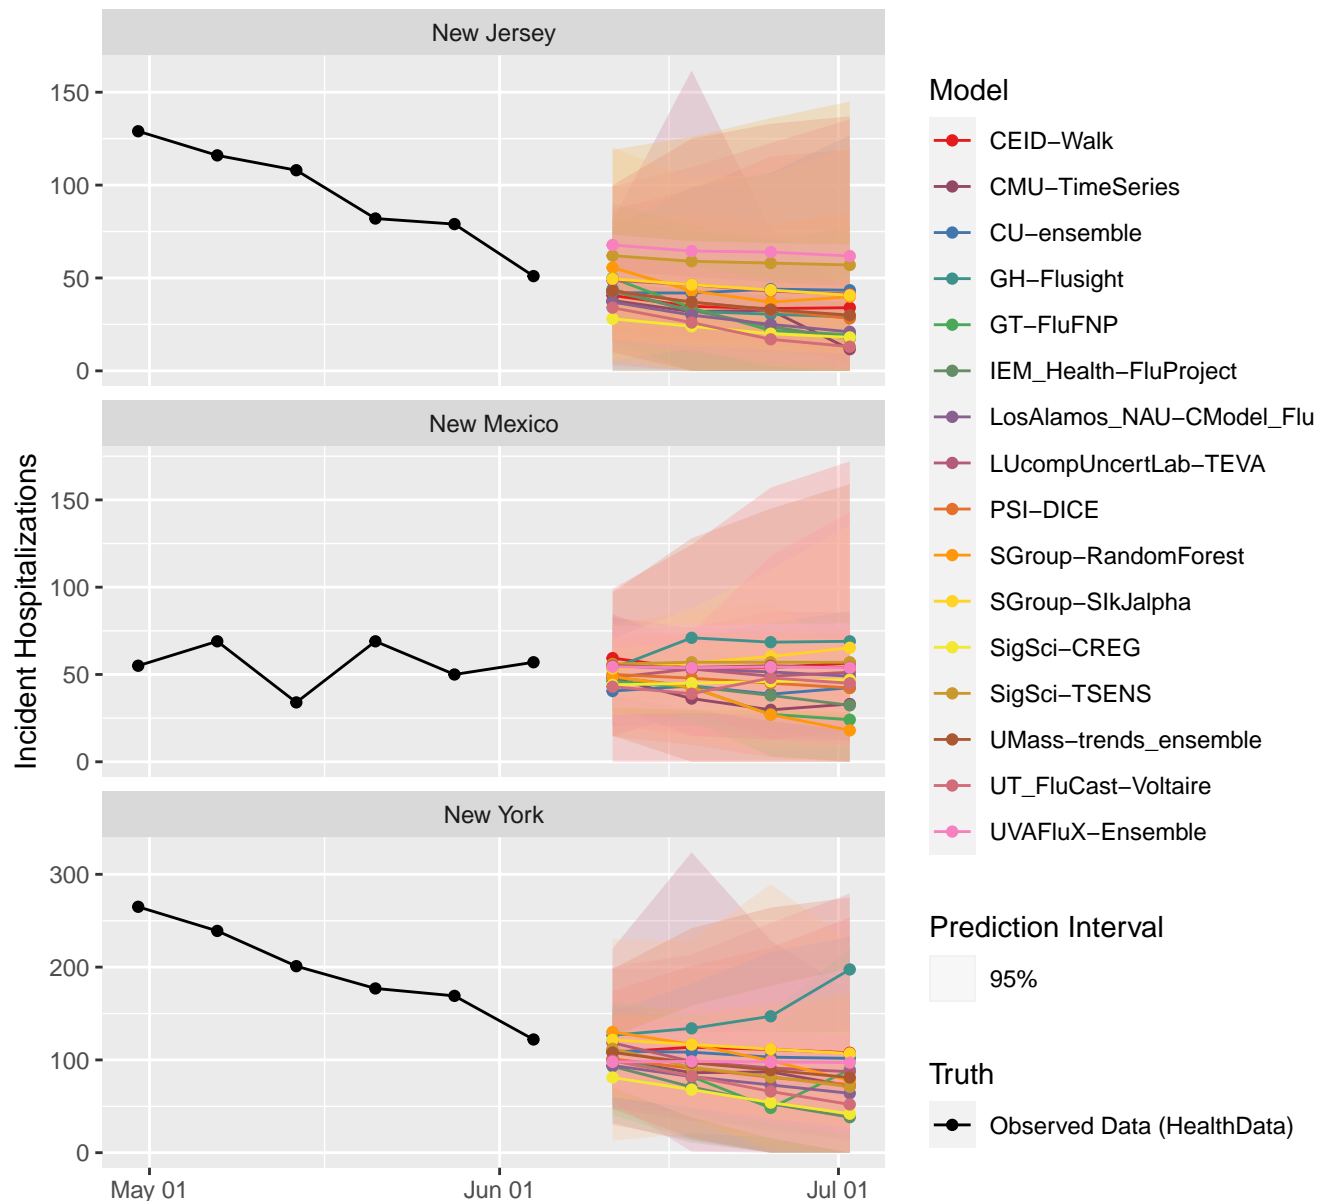 New Jersey
150
100
50
0
New Mexico
150
100
50
0
New York
300
200
100
0
May 01
Jun 01
Jul 01
Incident Hospitalizations
Model
CEID−Walk
CMU−TimeSeries
CU−ensemble
GH−Flusight
GT−FluFNP
IEM_Health−FluProject
LosAlamos_NAU−CModel_Flu
LUcompUncertLab−TEVA
PSI−DICE
SGroup−RandomForest
SGroup−SIkJalpha
SigSci−CREG
SigSci−TSENS
UMass−trends_ensemble
UT_FluCast−Voltaire
UVAFluX−Ensemble
Prediction Interval
95%
Truth
Observed Data (HealthData)